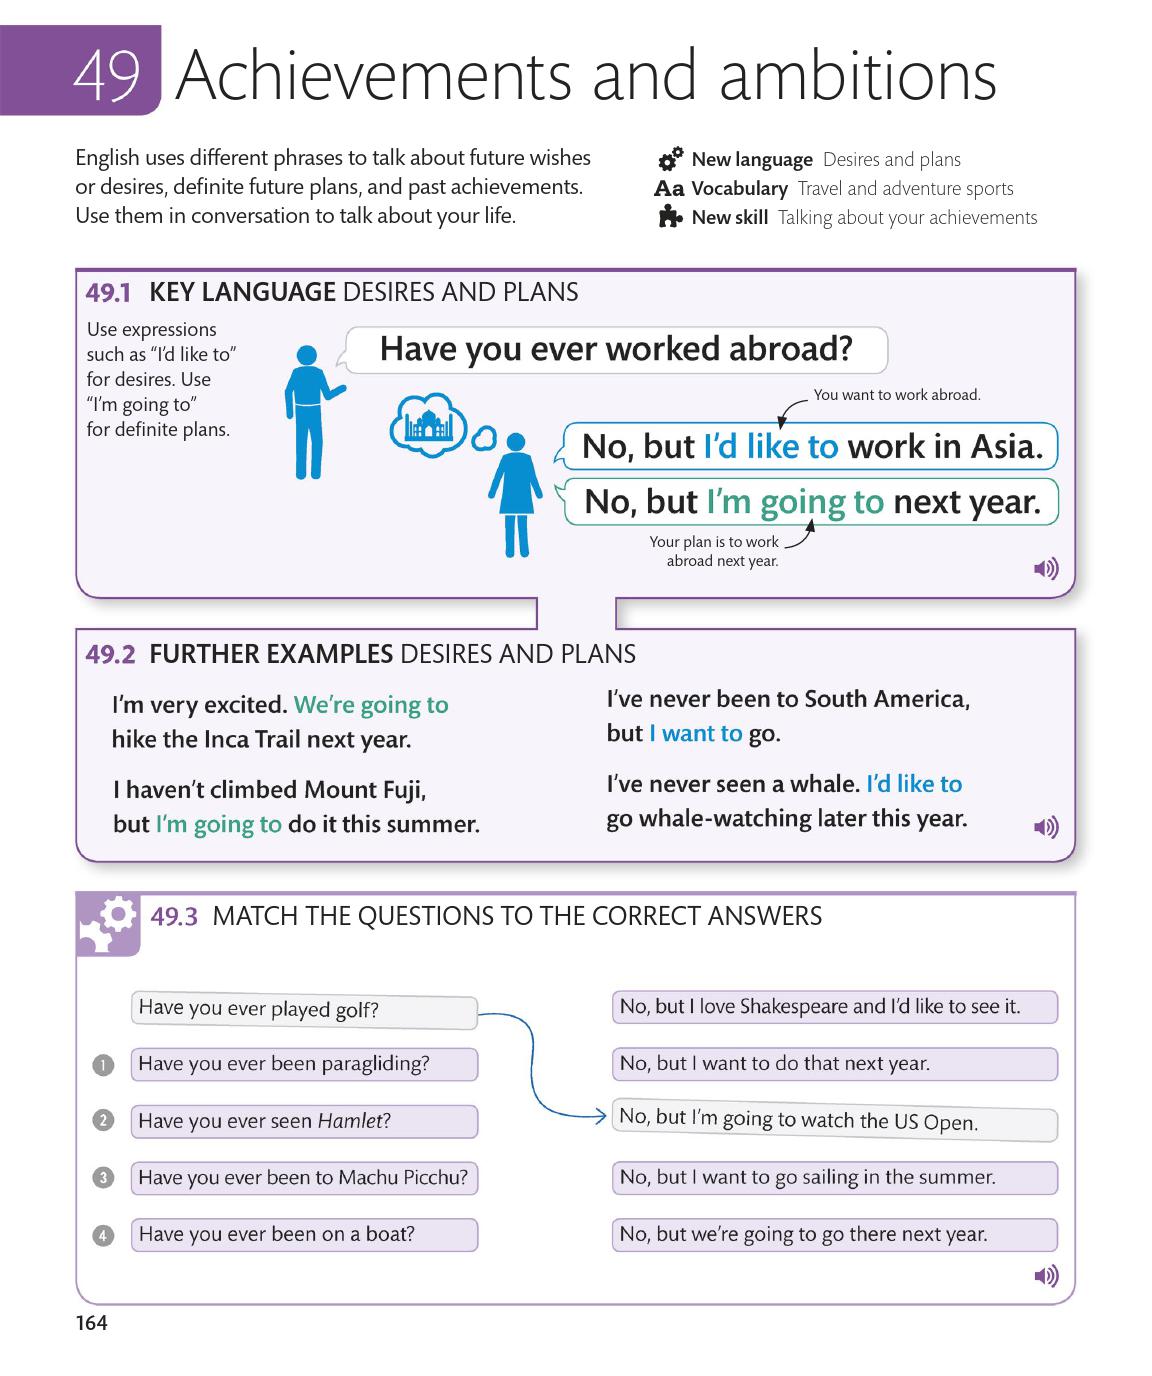 49 Achievements and ambitions
English uses different phrases to talk about future wishes
or desires, definite future plans, and past achievements.
Use them in conversation to talk about your life.
New language Desires and plans
Aa Vocabulary Travel and adventure sports
New skill Talking about your achievements
49.1 KEY LANGUAGE DESIRES AND PLANS
Use expressions
such as “I’d like to”
for desires. Use
“I’m going to”
for definite plans.
Have you ever worked abroad?
You want to work abroad.
No, but I’d like to work in Asia.
No, but I’m going to next year.
Your plan is to work
abroad next year.
49.2 FURTHER EXAMPLES DESIRES AND PLANS
I’m very excited. We’re going to
hike the Inca Trail next year.
I haven’t climbed Mount Fuji,
but I’m going to do it this summer.
I’ve never been to South America,
but I want to go.
I’ve never seen a whale. I’d like to
go whale-watching later this year.
49.3 MATCH THE QUESTIONS TO THE CORRECT ANSWERS
Have you ever played golf?
1 Have you ever been paragliding?
2 Have you ever seen Hamlet?
3 Have you ever been to Machu Picchu?
4 Have you ever been on a boat?
No, but I love Shakespeare and I’d like to see it.
No, but I want to do that next year.
No, but I’m going to watch the US Open.
No, but I want to go sailing in the summer.
No, but we’re going to go there next year.
164